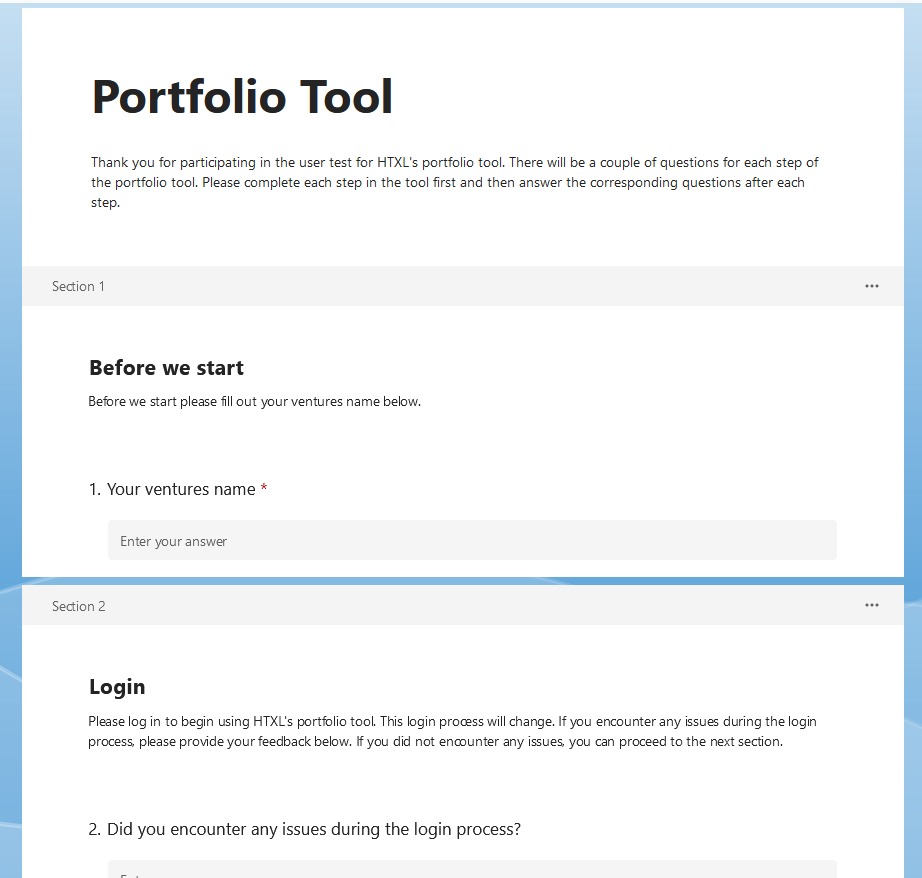 Portfolio Tool
Thank you for participating in the user test for HTXL's portfolio tool. There will be a couple of questions for each step of
the portfolio tool. Please complete each step in the tool first and then answer the corresponding questions after each
step.
Section 1
Before we start
Before we start please fill out your ventures name below.
1. Your ventures name *
Enter your answer
Section 2
Login
Please log in to begin using HTXL's portfolio tool. This login process will change. If you encounter any issues during the login
process, please provide your feedback below. If you did not encounter any issues, you can proceed to the next section.
2. Did you encounter any issues during the login process?